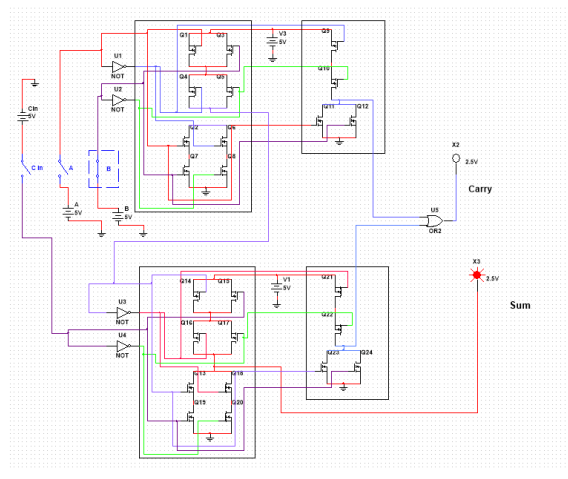 Q1
Q3
V3
5V
Q9
U1
NOT
Q4
Q5
Q10
Cin
5V
U2
NOT
Q11
Q12
Q2
Q6
C in
A
B
Q7
Q8
X2
2.5V
A
5V
B
5V
Carry
U5
OR2
X3
2.5V
Q14
Q15
V1
5V
Q21
U3
NOT
Q16
Q17
Q22
Sum
U4
NOT
Q23
Q24
Q13
Q18
Q19
Q20